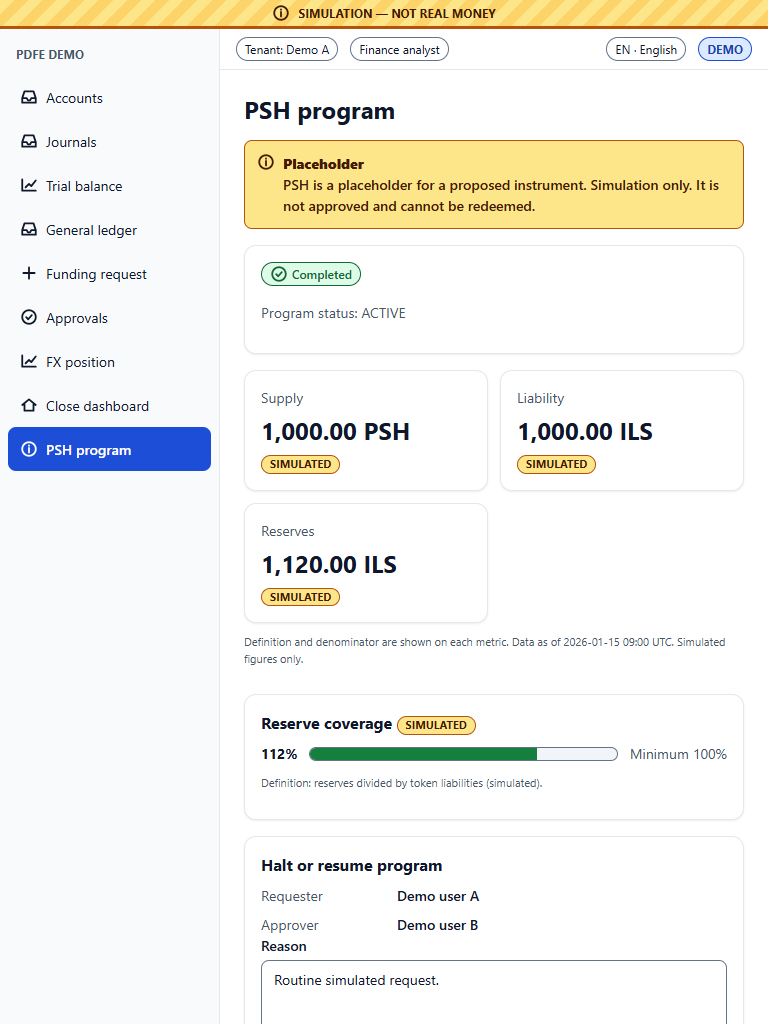 SIMULATION — NOT REAL MONEY
PDFE DEMO
Accounts
Journals
Trial balance
General ledger
Funding request
Approvals
FX position
Close dashboard
PSH program
Tenant: Demo A
Finance analyst
EN · English
DEMO
PSH program
Placeholder
PSH is a placeholder for a proposed instrument. Simulation only. It is
not approved and cannot be redeemed.
Completed
Program status: ACTIVE
Supply
1,000.00 PSH
SIMULATED
Liability
1,000.00 ILS
SIMULATED
Reserves
1,120.00 ILS
SIMULATED
Definition and denominator are shown on each metric. Data as of 2026-01-15 09:00 UTC. Simulated
figures only.
Reserve coverage SIMULATED
112% Minimum 100%
Definition: reserves divided by token liabilities (simulated).
Halt or resume program
Requester Demo user A
Approver Demo user B
Reason
Routine simulated request.